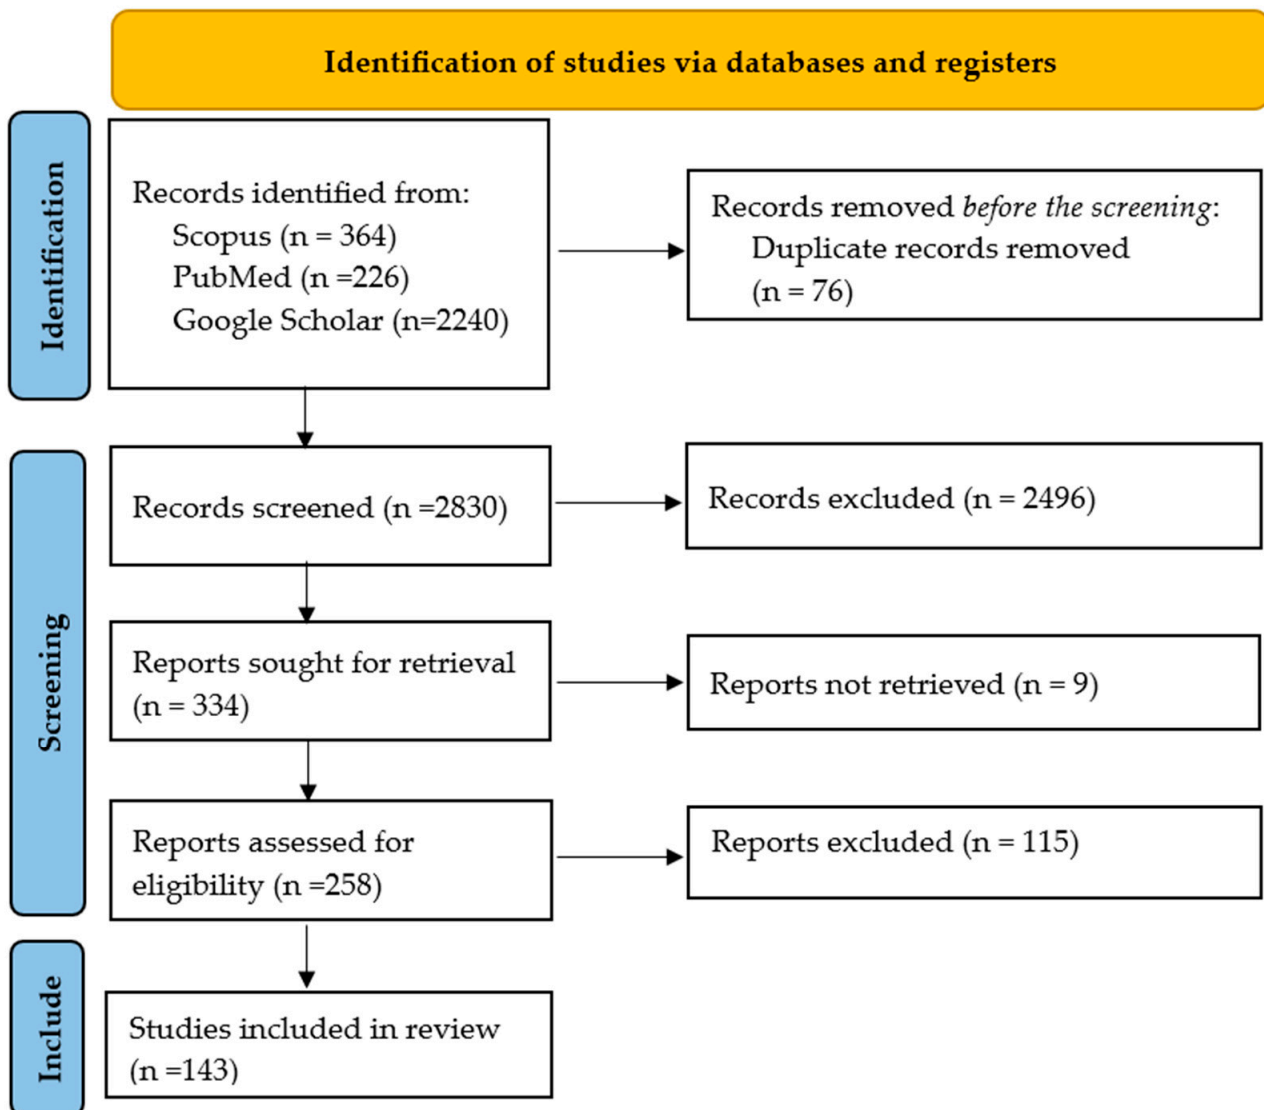 Identification of studies via databases and registers
Identification
Records identified from:
Scopus (n = 364)
PubMed (n =226)
Google Scholar (n=2240)
Records removed before the screening:
Duplicate records removed
(n = 76)
Screening
Records screened (n =2830)
Records excluded (n = 2496)
Reports sought for retrieval
(n = 334)
Reports not retrieved (n = 9)
Reports assessed for
eligibility (n =258)
Reports excluded (n = 115)
Include
Studies included in review
(n =143)